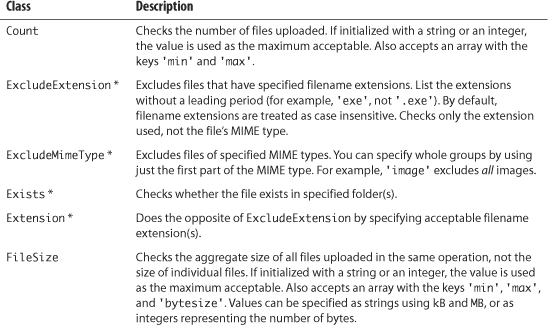 Class Description
Count Checks the number of files uploaded. If initialized with a string or an integer,
the value is used as the maximum acceptable. Also accepts an array with the
keys 'min' and 'max'.
ExcludeExtension * Excludes files that have specified filename extensions. List the extensions
without a leading period (for example, 'exe', not '.exe'). By default,
filename extensions are treated as case insensitive. Checks only the extension
used, not the file's MIME type.
ExcludeMimeType * Excludes files of specified MIME types. You can specify whole groups by using
just the first part of the MIME type. For example, 'image' excludes all images.
Exists * Checks whether the file exists in specified folder(s).
Extension * Does the opposite of ExcludeExtension by specifying acceptable filename
extension(s).
FileSize Checks the aggregate size of all files uploaded in the same operation, not the
size of individual files. If initialized with a string or an integer, the value is used
as the maximum acceptable. Also accepts an array with the keys 'min', 'max',
and 'bytesize'. Values can be specified as strings using kB and MB, or as
integers representing the number of bytes.